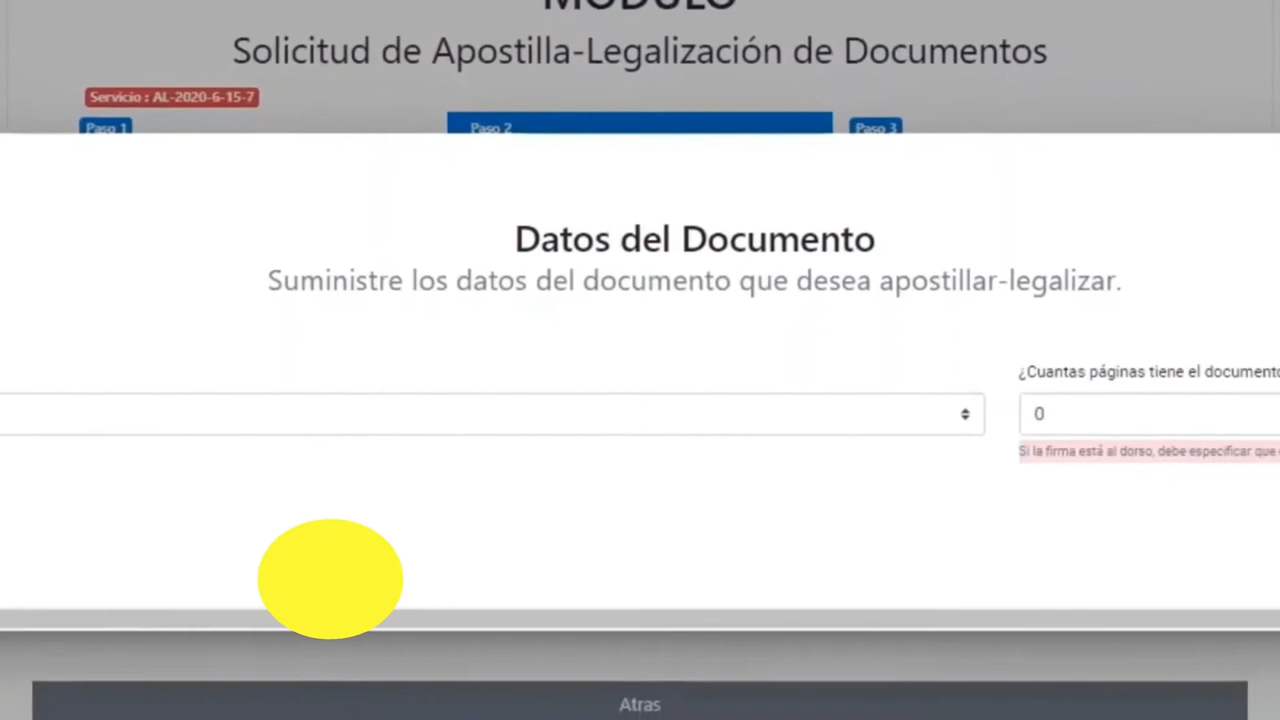 MÓDULO
Solicitud de Apostilla-Legalización de Documentos
Servicio : AL-2020-6-15-7
Paso 1
Paso 2
Paso 3
Datos del Documento
Suministre los datos del documento que desea apostillar-legalizar.
¿Cuantas páginas tiene el documento
0
Si la firma está al dorso, debe especificar que
Atras